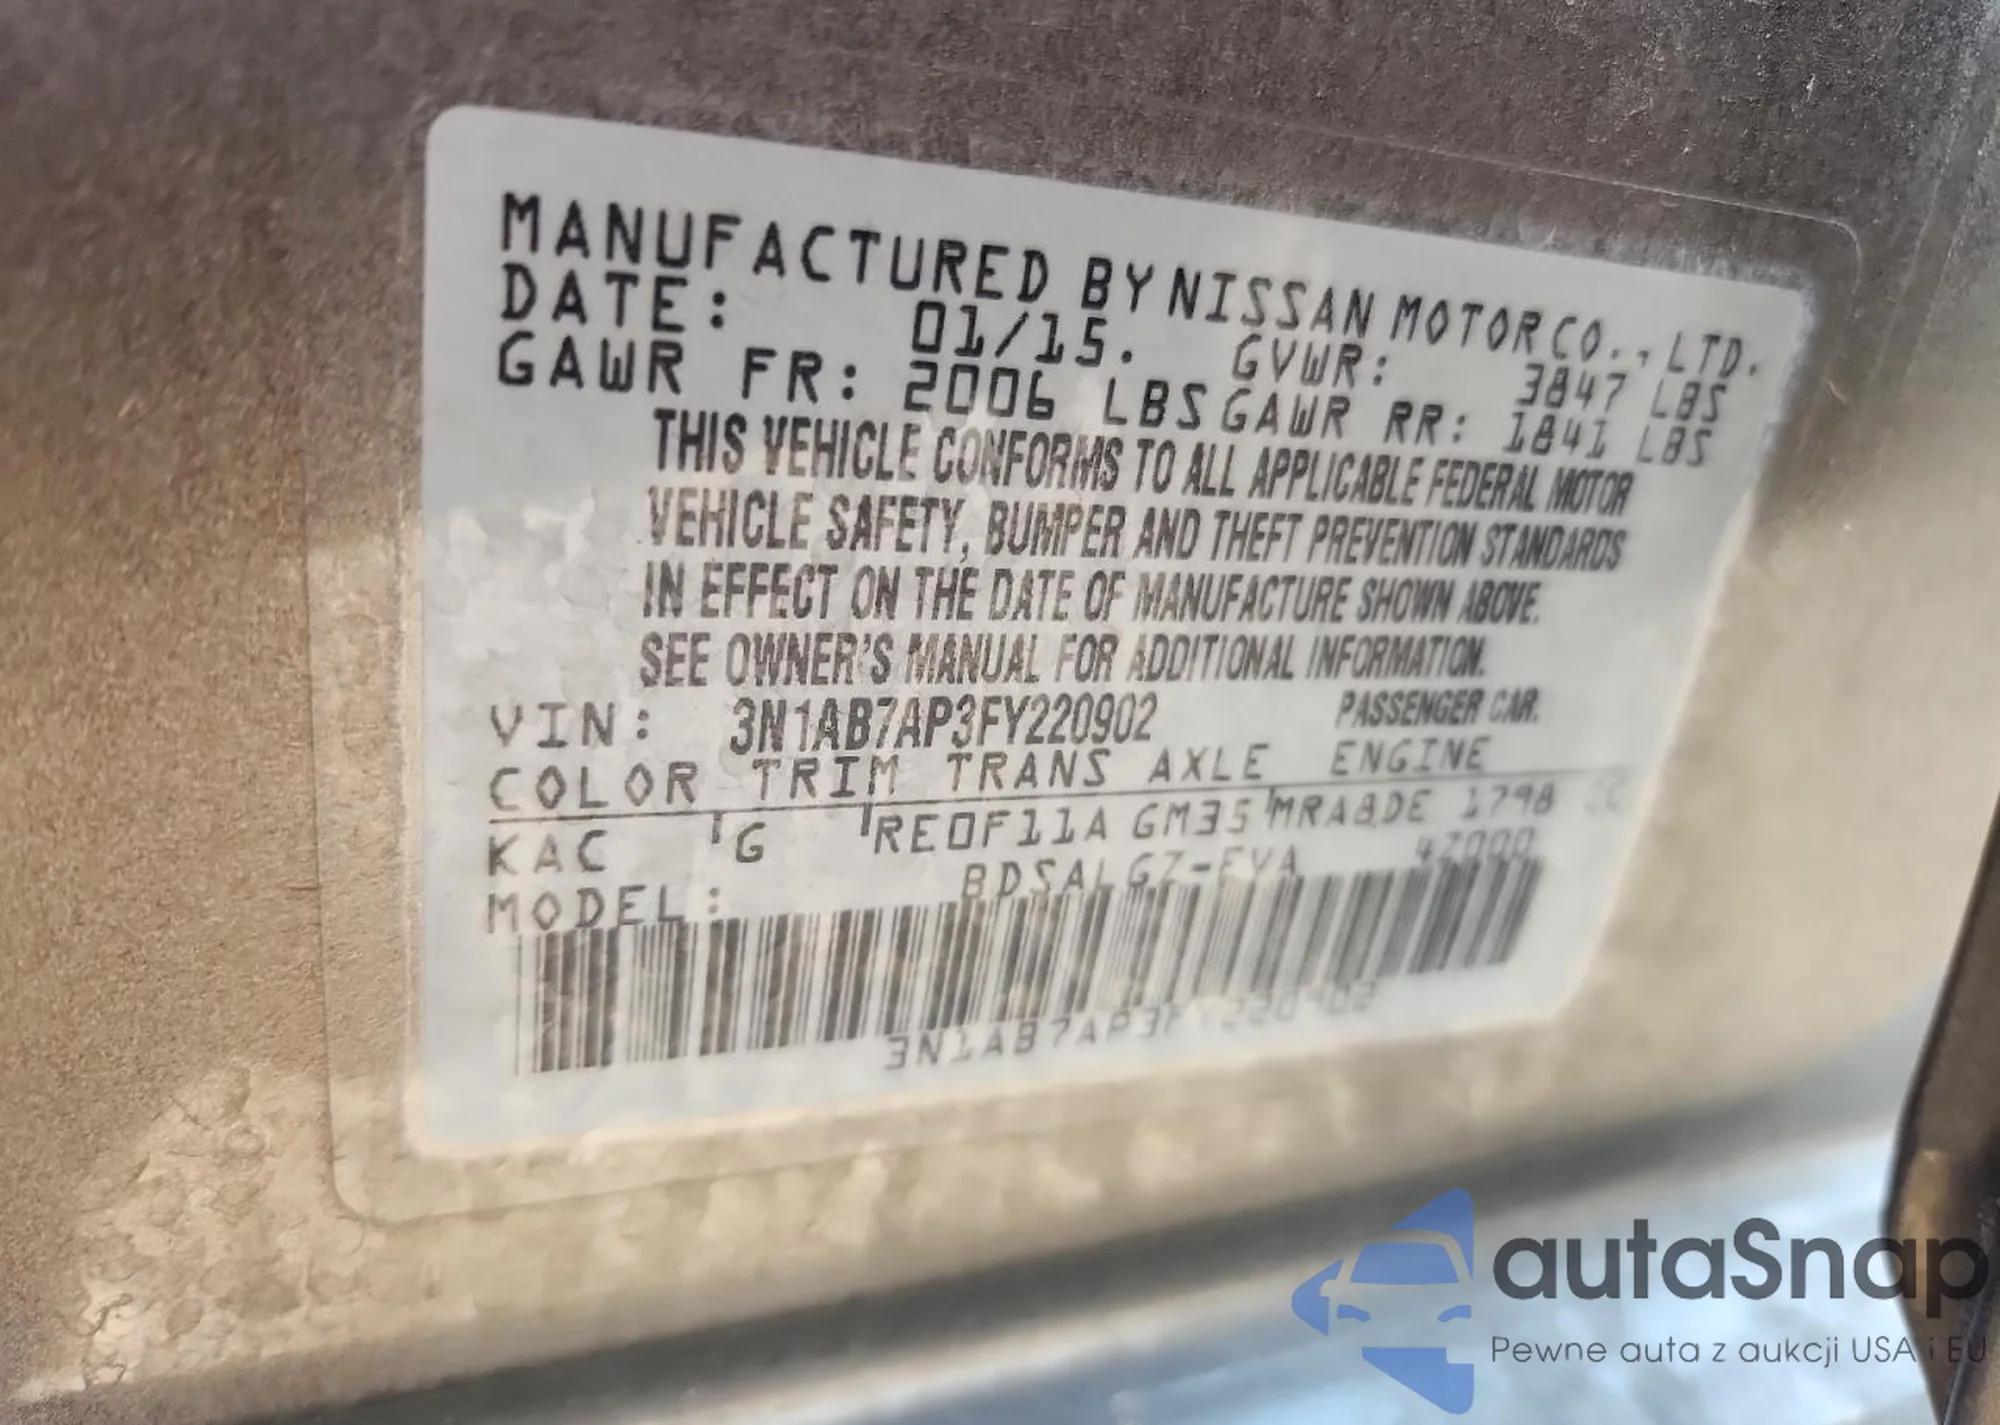 MANUFACTURED BY NISSAN MOTOR CO., LTD.
DATE: 01/15. GVWR: 3847 LBS
GAWR FR: 2006 LBS GAWR RR: 1841 LBS
THIS VEHICLE CONFORMS TO ALL APPLICABLE FEDERAL MOTOR
VEHICLE SAFETY, BUMPER AND THEFT PREVENTION STANDARDS
IN EFFECT ON THE DATE OF MANUFACTURE SHOWN ABOVE.
SEE OWNER'S MANUAL FOR ADDITIONAL INFORMATION.
VIN: 3N1AB7AP3FY220902 PASSENGER CAR.
COLOR TRIM TRANS AXLE ENGINE
KAC G RE0F11A GM35 MRA8DE 1798 CC
MODEL:
3N1AB7AP3FY220902
autaSnap
Pewne auta z aukcji USA i EU